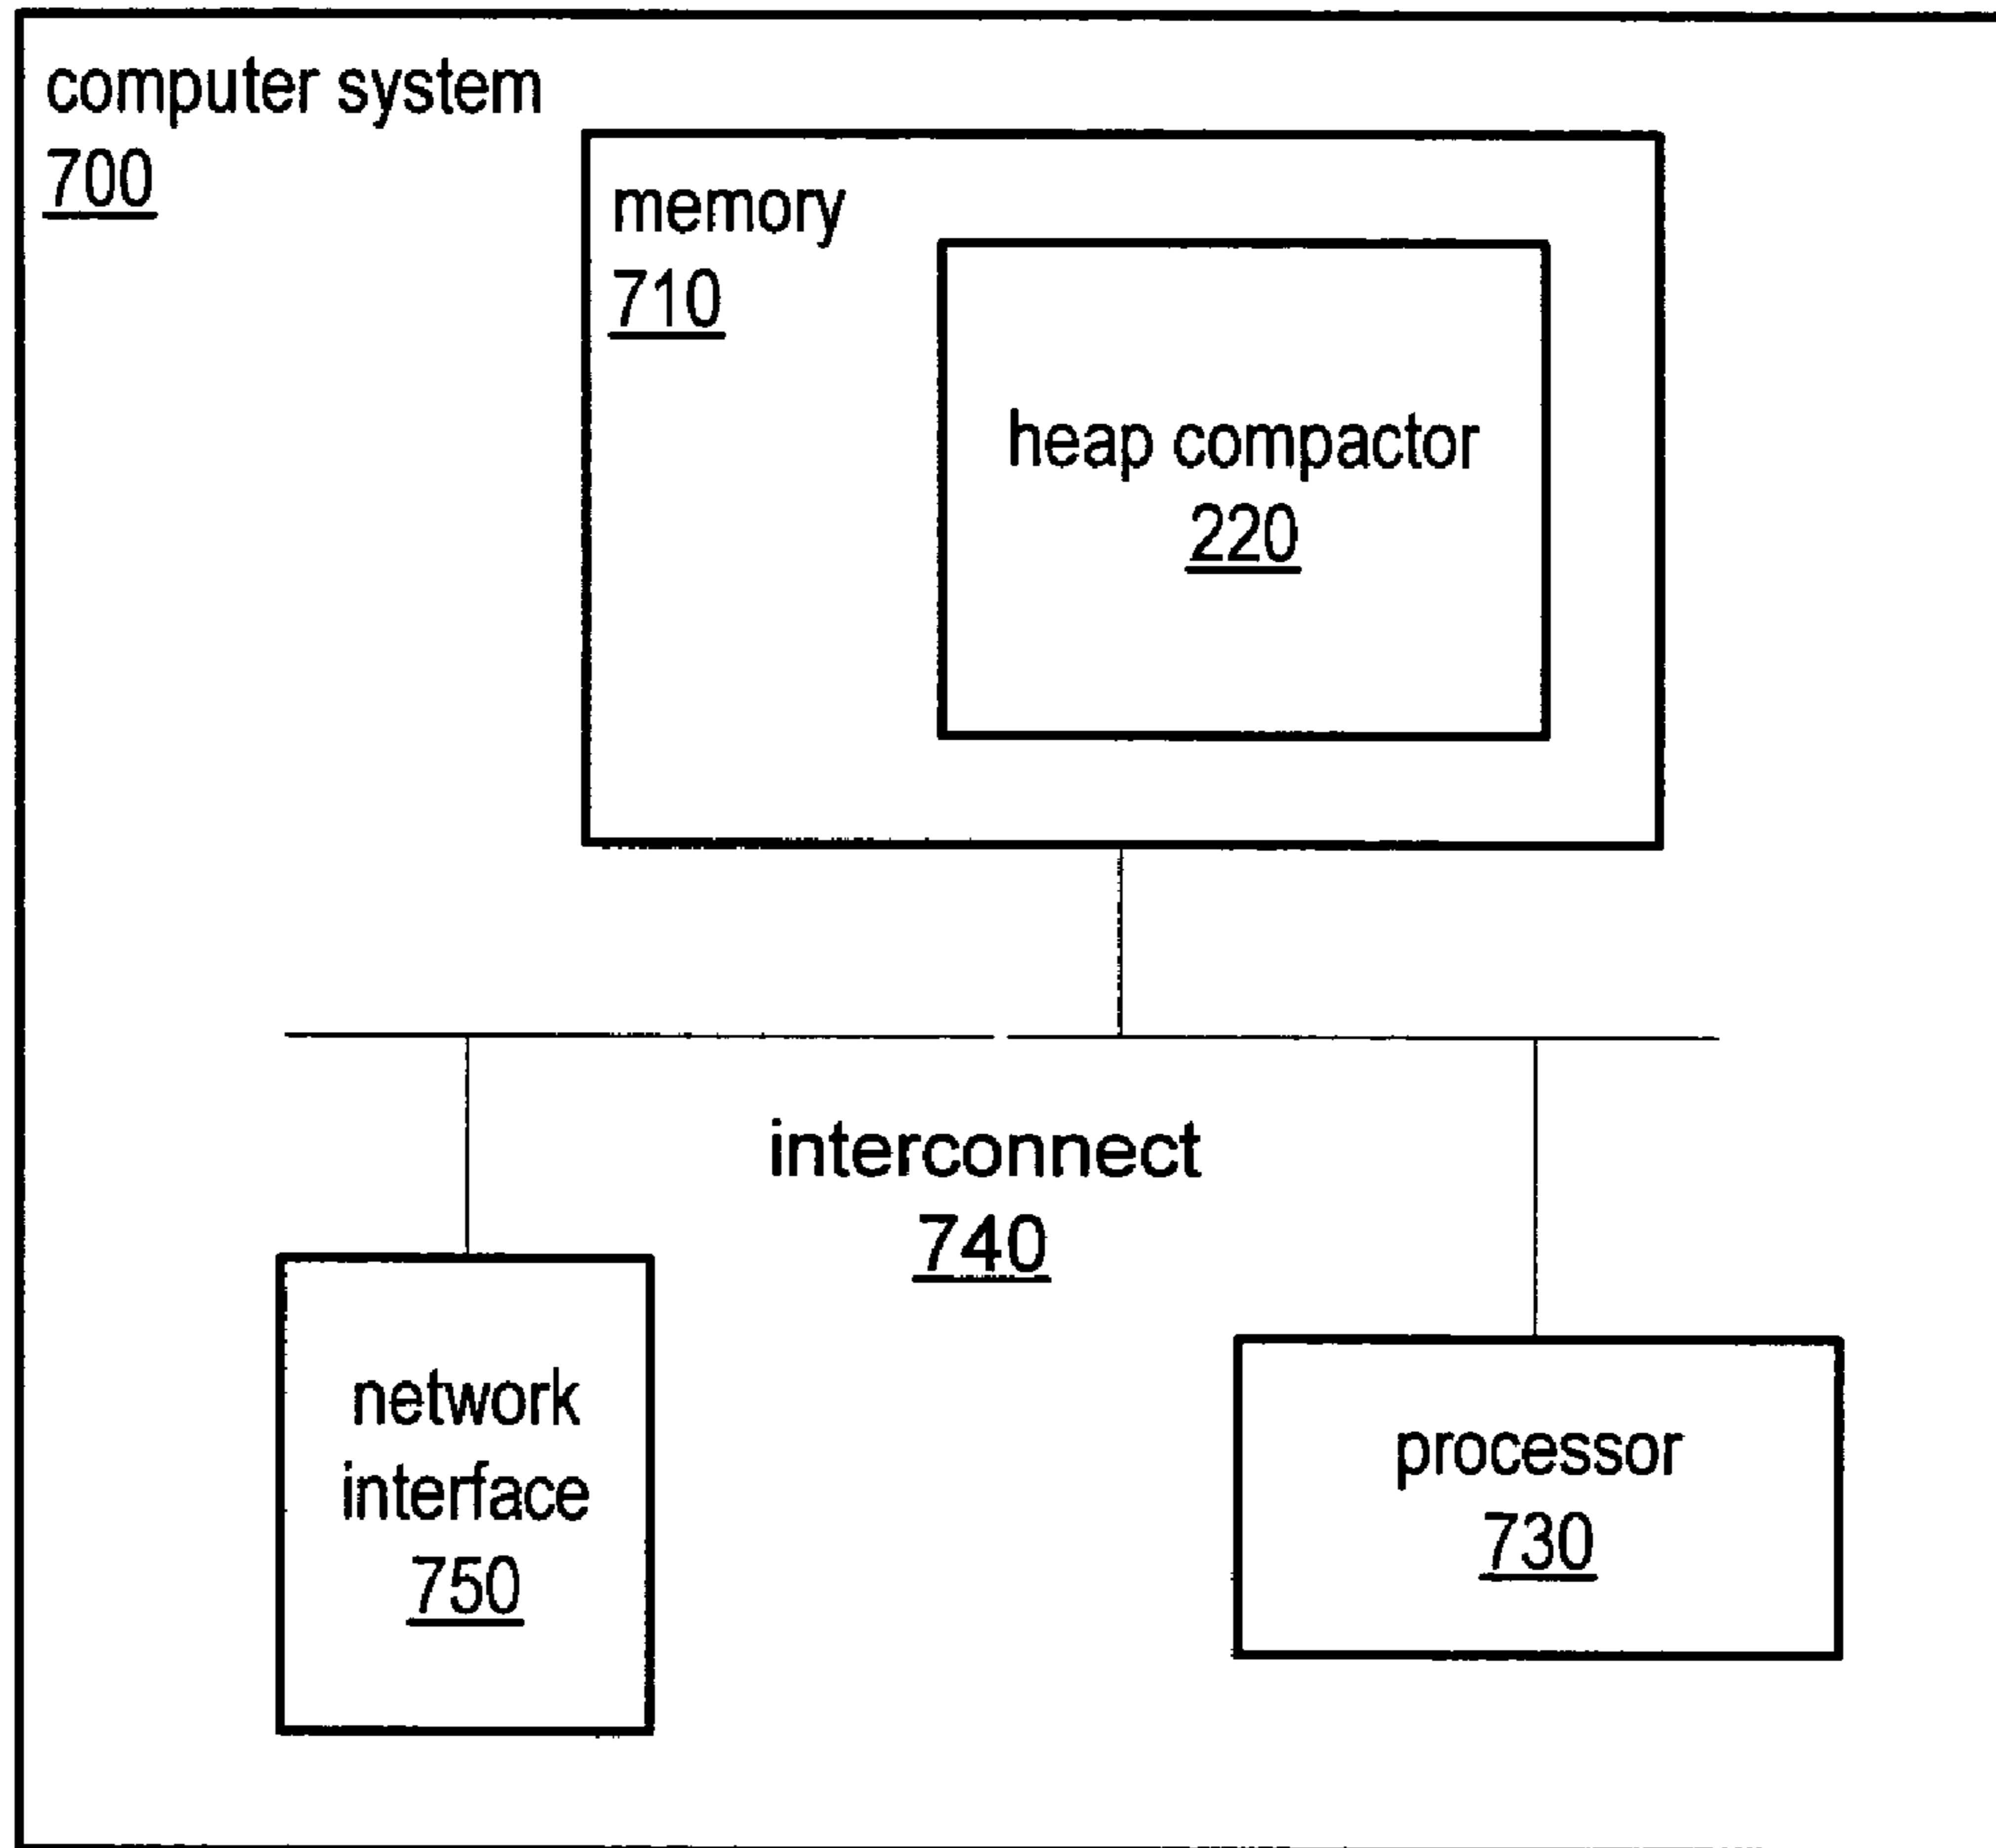 computer system
700
memory
710
heap compactor
220
interconnect
740
network
interface
750
processor
730